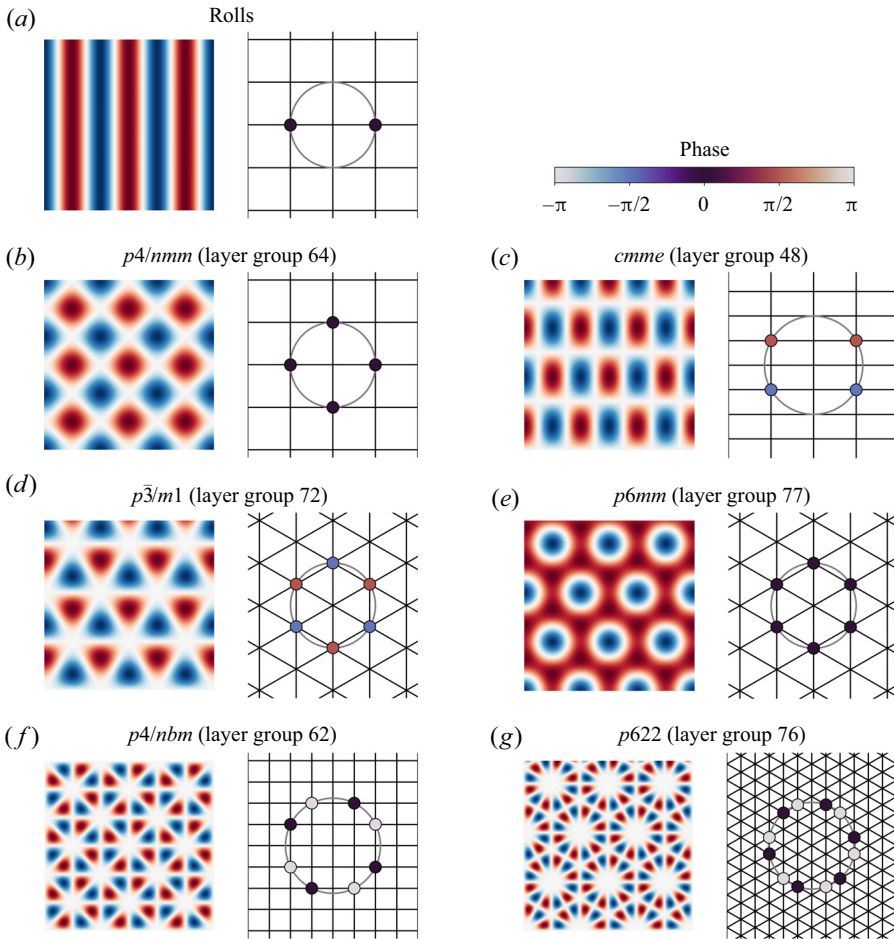 (a)
Rolls
Phase
−π −π/2 0 π/2 π
(b) p4/nmm (layer group 64)
(c) cmme (layer group 48)
(d) p3̅/m1 (layer group 72)
(e) p6mm (layer group 77)
(f) p4/nbm (layer group 62)
(g) p622 (layer group 76)